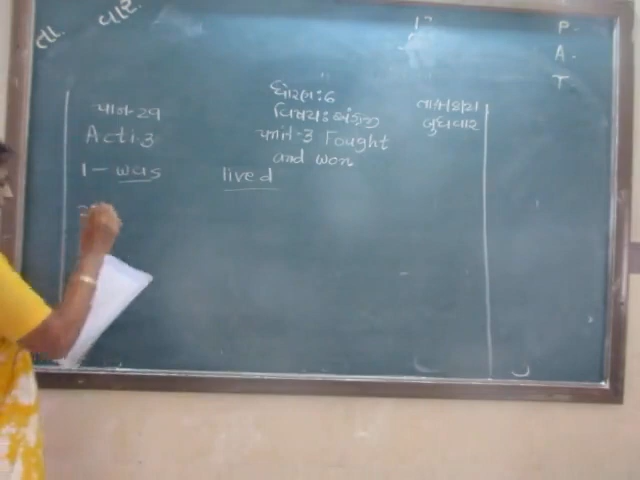 તા. વાર.
P.
A.
T
ધોરણ: 6
પાન-29
વિષય: અંગ્રેજી
Acti-3
પાઠ-3 Fought
and won
બુધવાર
1 - was lived